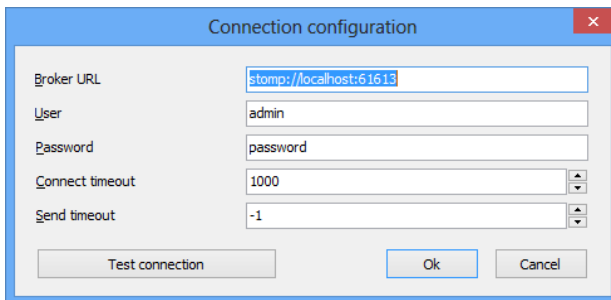 Connection configuration
Broker URL stomp://localhost:61613
User admin
Password password
Connect timeout 1000
Send timeout -1
Test connection Ok Cancel